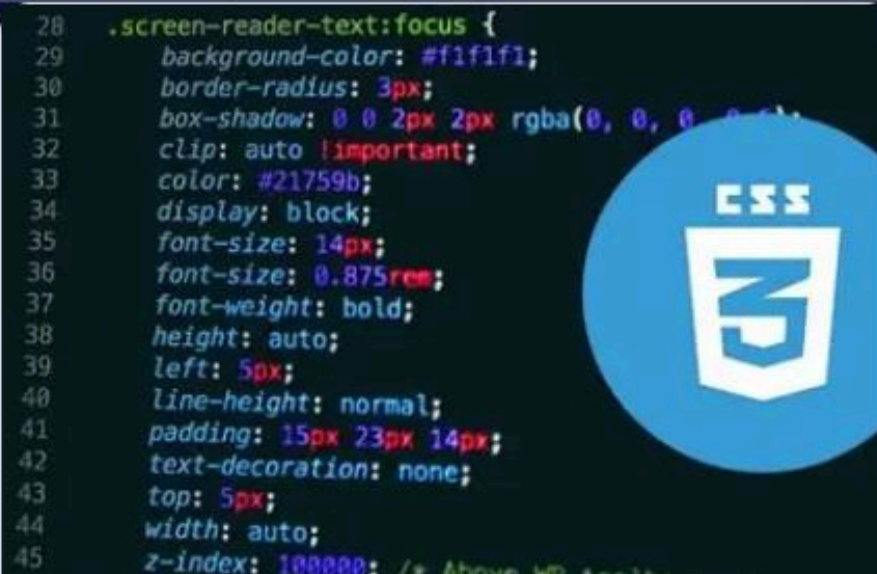 28 .screen-reader-text:focus {
29 background-color: #f1f1f1;
30 border-radius: 3px;
31 box-shadow: 0 0 2px 2px rgba(0, 0, 0,
32 clip: auto !important;
33 color: #21759b;
34 display: block;
35 font-size: 14px;
36 font-size: 0.875rem;
37 font-weight: bold;
38 height: auto;
39 left: 5px;
40 line-height: normal;
41 padding: 15px 23px 14px;
42 text-decoration: none;
43 top: 5px;
44 width: auto;
45 z-index: 100000; /* Above WP
CSS
3